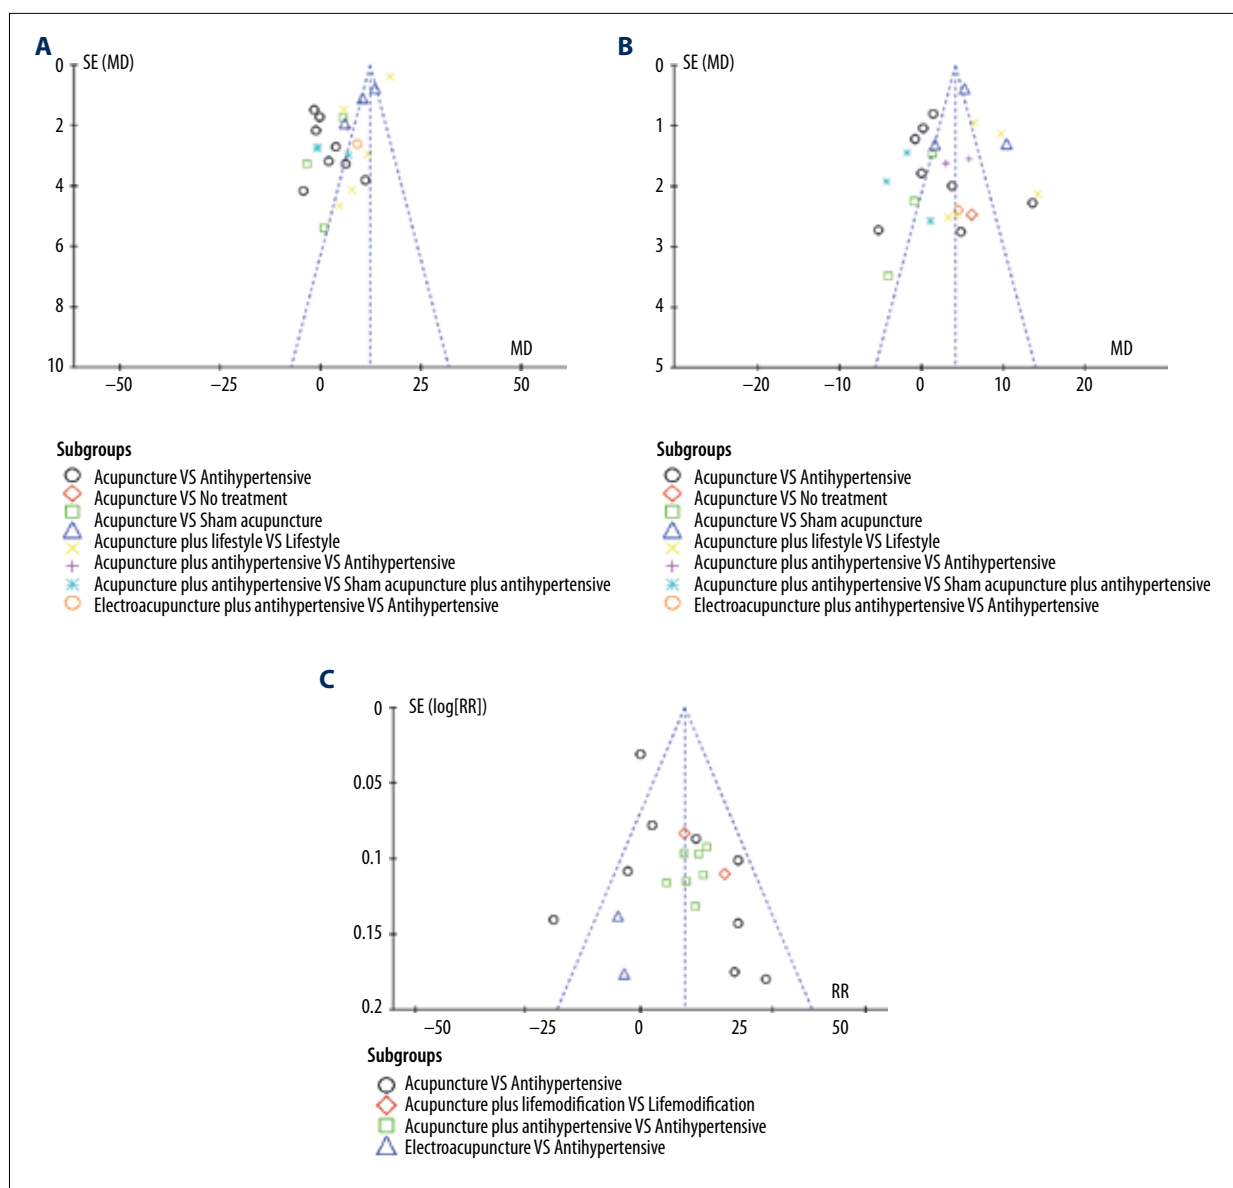 A
SE (MD)
0
2
4
6
8
10
MD
−50
−25
0
25
50
Subgroups
Acupuncture VS Antihypertensive
Acupuncture VS No treatment
Acupuncture VS Sham acupuncture
Acupuncture plus lifestyle VS Lifestyle
Acupuncture plus antihypertensive VS Antihypertensive
Acupuncture plus antihypertensive VS Sham acupuncture plus antihypertensive
Electroacupuncture plus antihypertensive VS Antihypertensive
B
SE (MD)
0
1
2
3
4
5
MD
−20
−10
0
10
20
Subgroups
Acupuncture VS Antihypertensive
Acupuncture VS No treatment
Acupuncture VS Sham acupuncture
Acupuncture plus lifestyle VS Lifestyle
Acupuncture plus antihypertensive VS Antihypertensive
Acupuncture plus antihypertensive VS Sham acupuncture plus antihypertensive
Electroacupuncture plus antihypertensive VS Antihypertensive
C
SE (log[RR])
0
0.05
0.1
0.15
0.2
RR
−50
−25
0
25
50
Subgroups
Acupuncture VS Antihypertensive
Acupuncture plus lifemodification VS Lifemodification
Acupuncture plus antihypertensive VS Antihypertensive
Electroacupuncture VS Antihypertensive